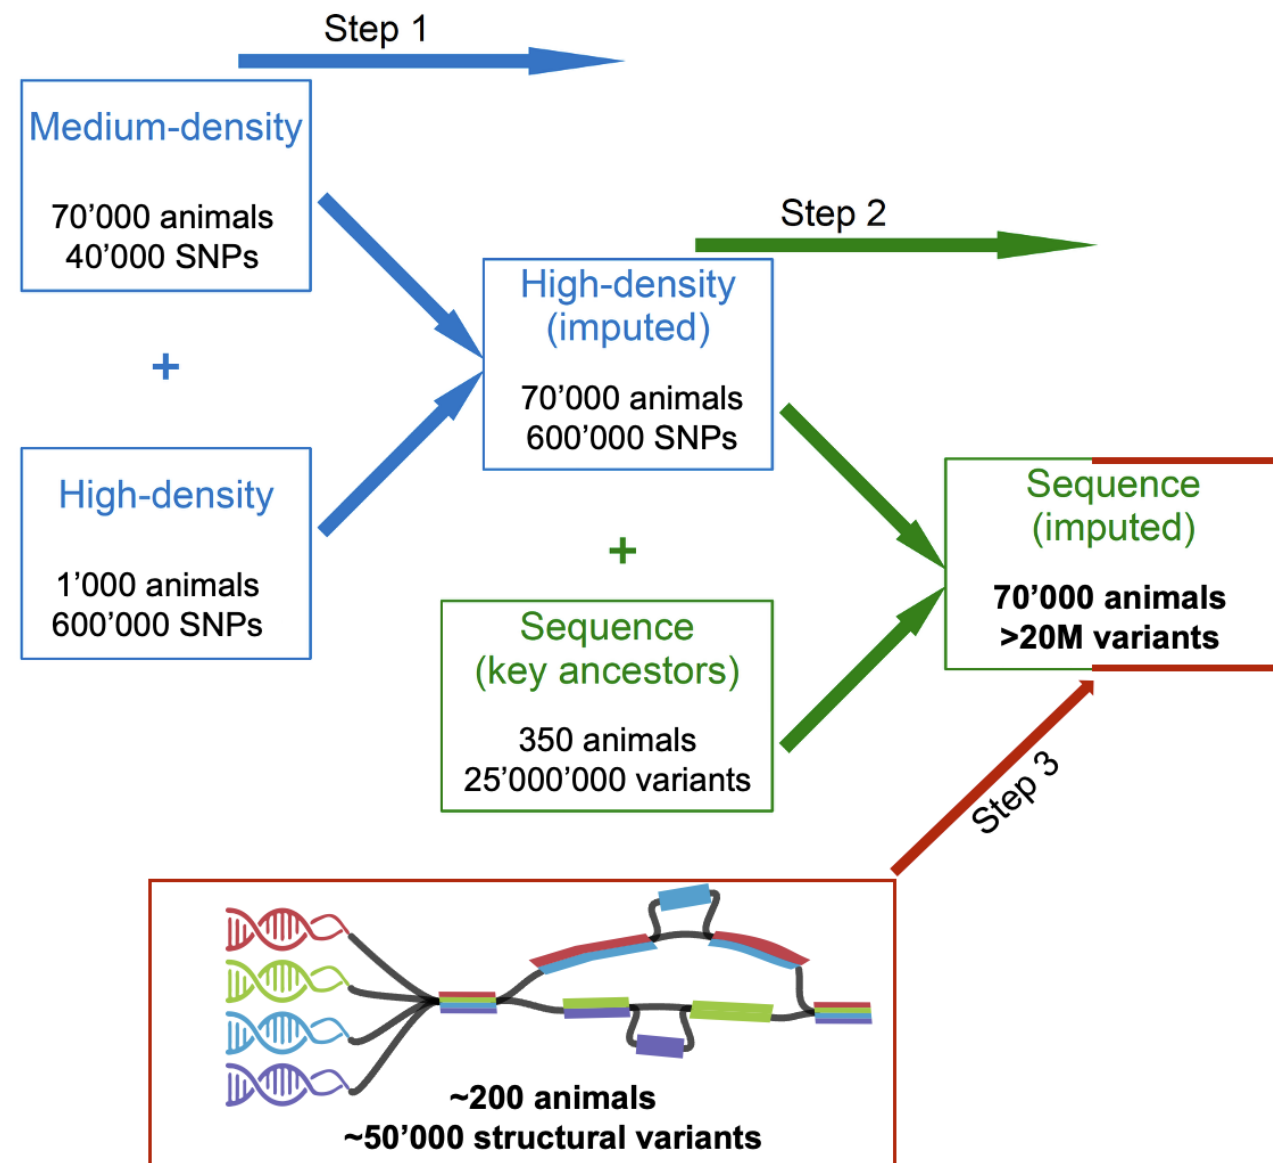 Step 1
Medium-density
70’000 animals
40’000 SNPs
+
High-density
1’000 animals
600’000 SNPs
Step 2
High-density
(imputed)
70’000 animals
600’000 SNPs
+
Sequence
(key ancestors)
350 animals
25’000’000 variants
Sequence
(imputed)
70’000 animals
>20M variants
Step 3
~200 animals
~50’000 structural variants